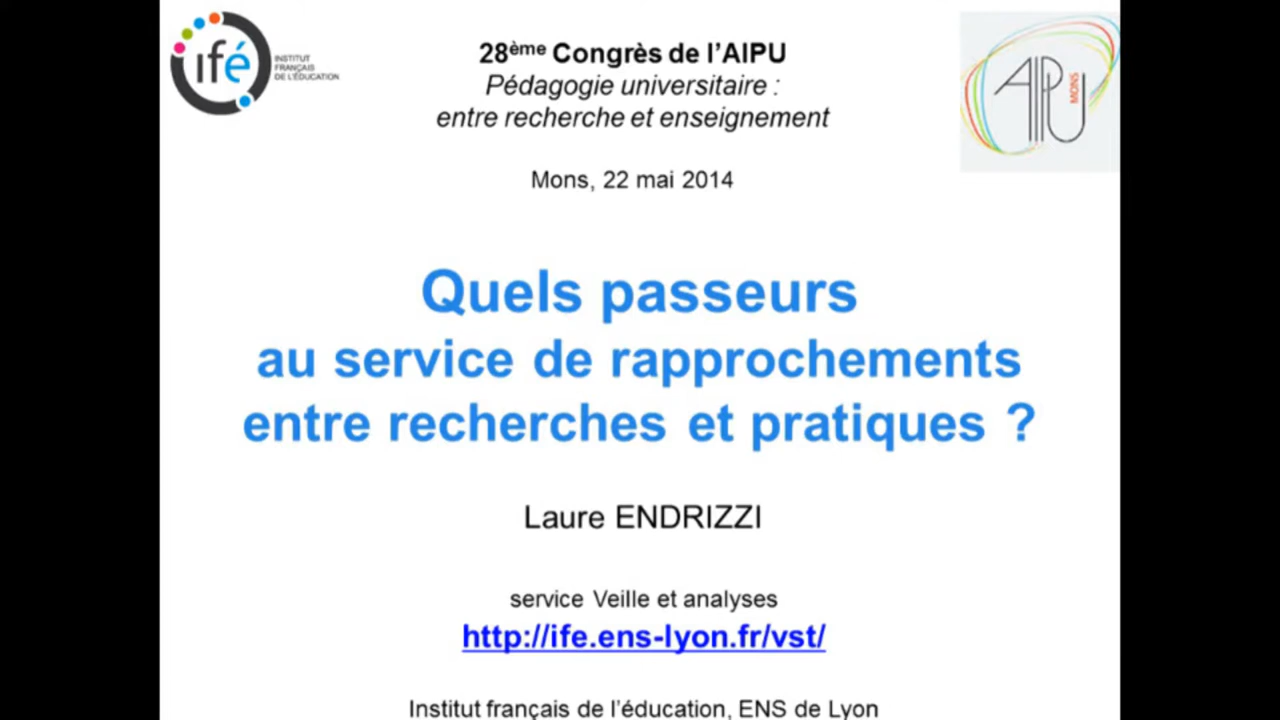 ifé
INSTITUT
FRANÇAIS
DE L'ÉDUCATION
28ème Congrès de l'AIPU
Pédagogie universitaire :
entre recherche et enseignement
AIPU
MONS
Mons, 22 mai 2014
Quels passeurs
au service de rapprochements
entre recherches et pratiques ?
Laure ENDRIZZI
service Veille et analyses
http://ife.ens-lyon.fr/vst/
Institut français de l'éducation, ENS de Lyon